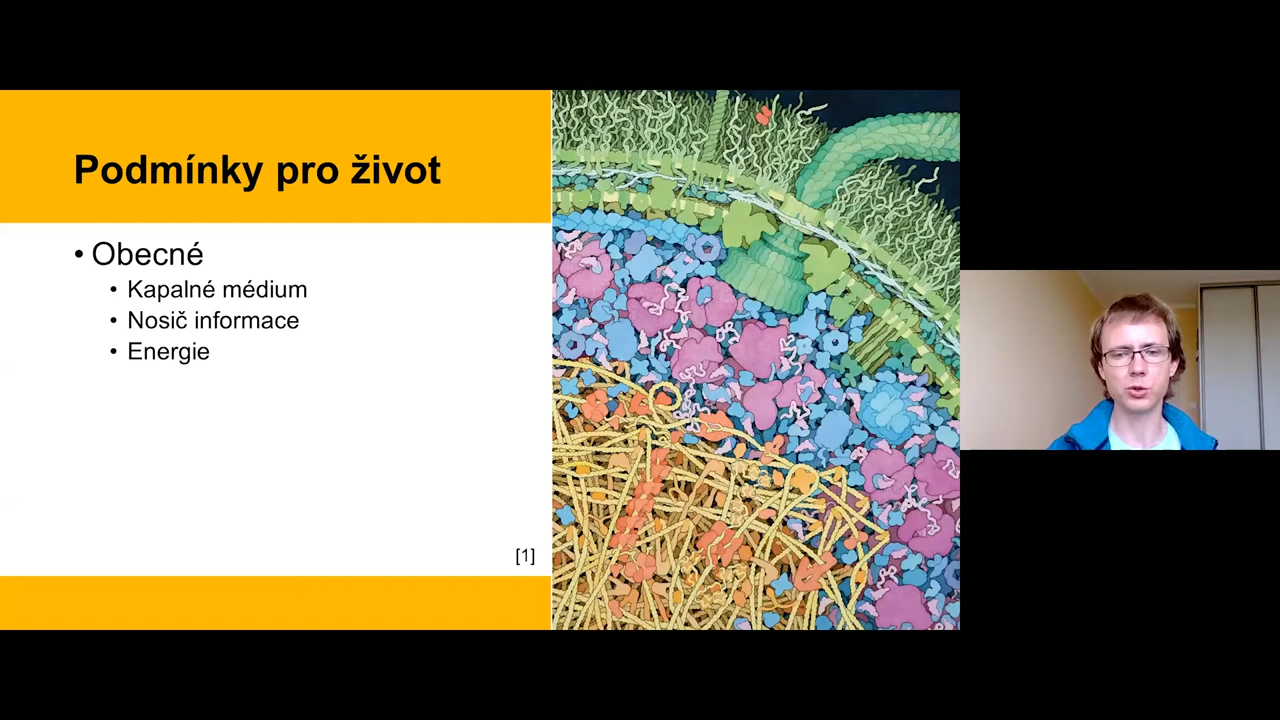 Podmínky pro život
• Obecné
• Kapalné médium
• Nosič informace
• Energie
[1]